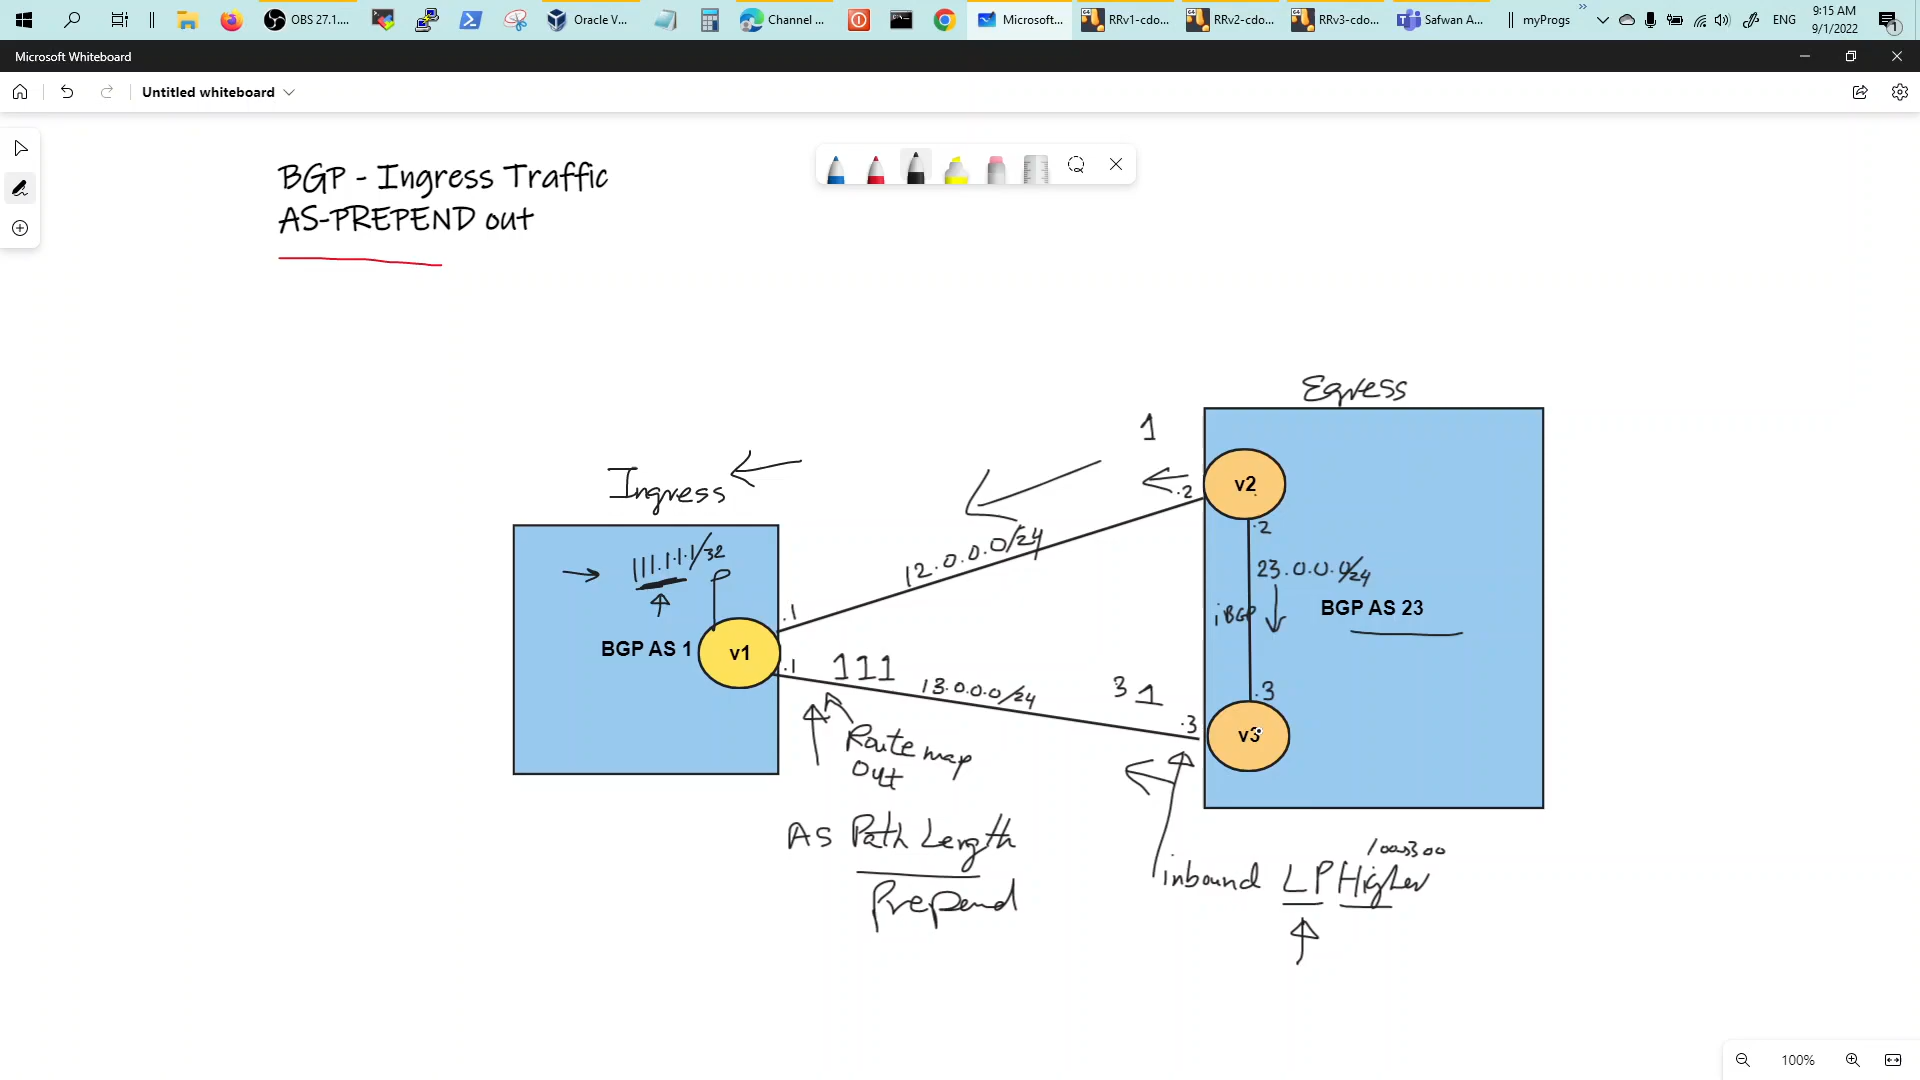 OBS 27.1....
Oracle V...
Channel ...
Microsoft...
RRv1-cdo...
RRv2-cdo...
RRv3-cdo...
Safwan A...
myProgs
ENG
9:15 AM
9/1/2022
1
Microsoft Whiteboard
Untitled whiteboard
BGP - Ingress Traffic
AS-PREPEND out
Egress
1
Ingress
.2
v2
.2
12.0.0.0/24
111.1.1.1/32
23.0.0.0/24
.1
iBGP
BGP AS 23
BGP AS 1
v1
.1
111
13.0.0.0/24
3 1
.3
.3
v3
Route map
out
AS Path Length
Prepend
inbound LP Higher
100
300
100%